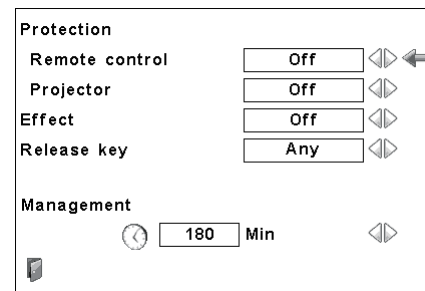 Protection
Remote control Off
Projector Off
Effect Off
Release key Any
Management
180 Min